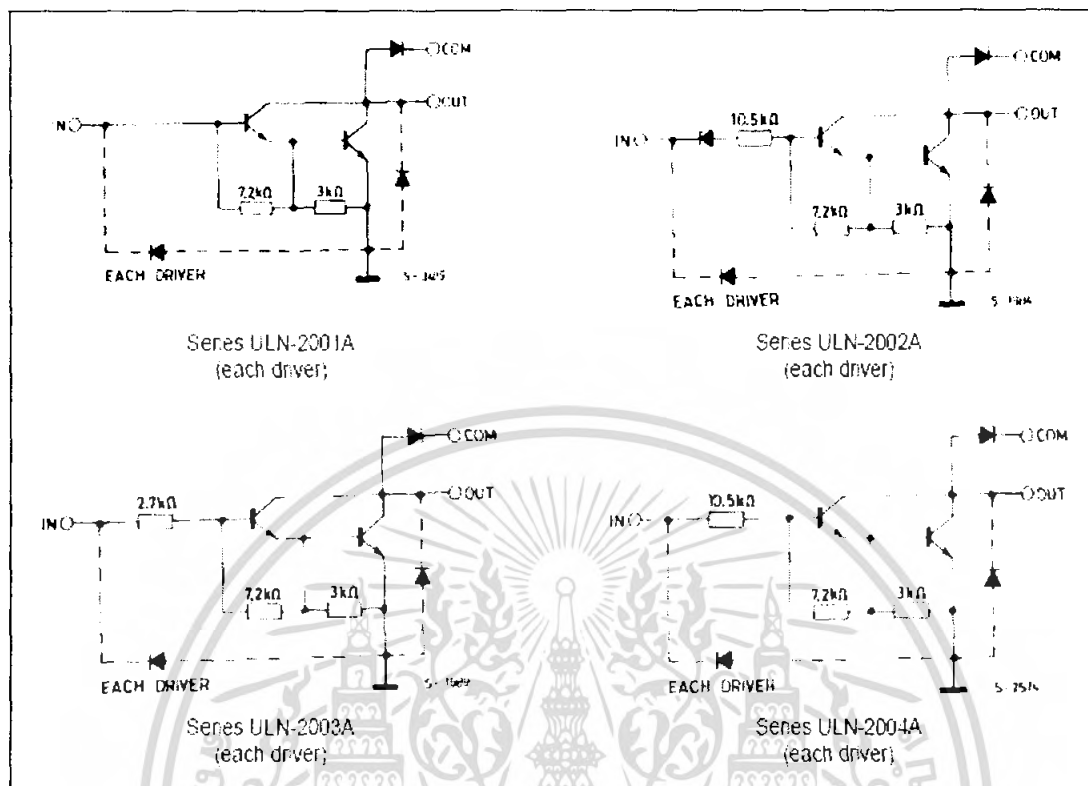 COM
OUT
IN
7.2kΩ
3kΩ
EACH DRIVER
Series ULN-2001A
(each driver)
COM
OUT
IN
10.5kΩ
7.2kΩ
3kΩ
EACH DRIVER
Series ULN-2002A
(each driver)
COM
OUT
IN
2.7kΩ
7.2kΩ
3kΩ
EACH DRIVER
S-1989
Series ULN-2003A
(each driver)
COM
OUT
IN
10.5kΩ
7.2kΩ
3kΩ
EACH DRIVER
Series ULN-2004A
(each driver)